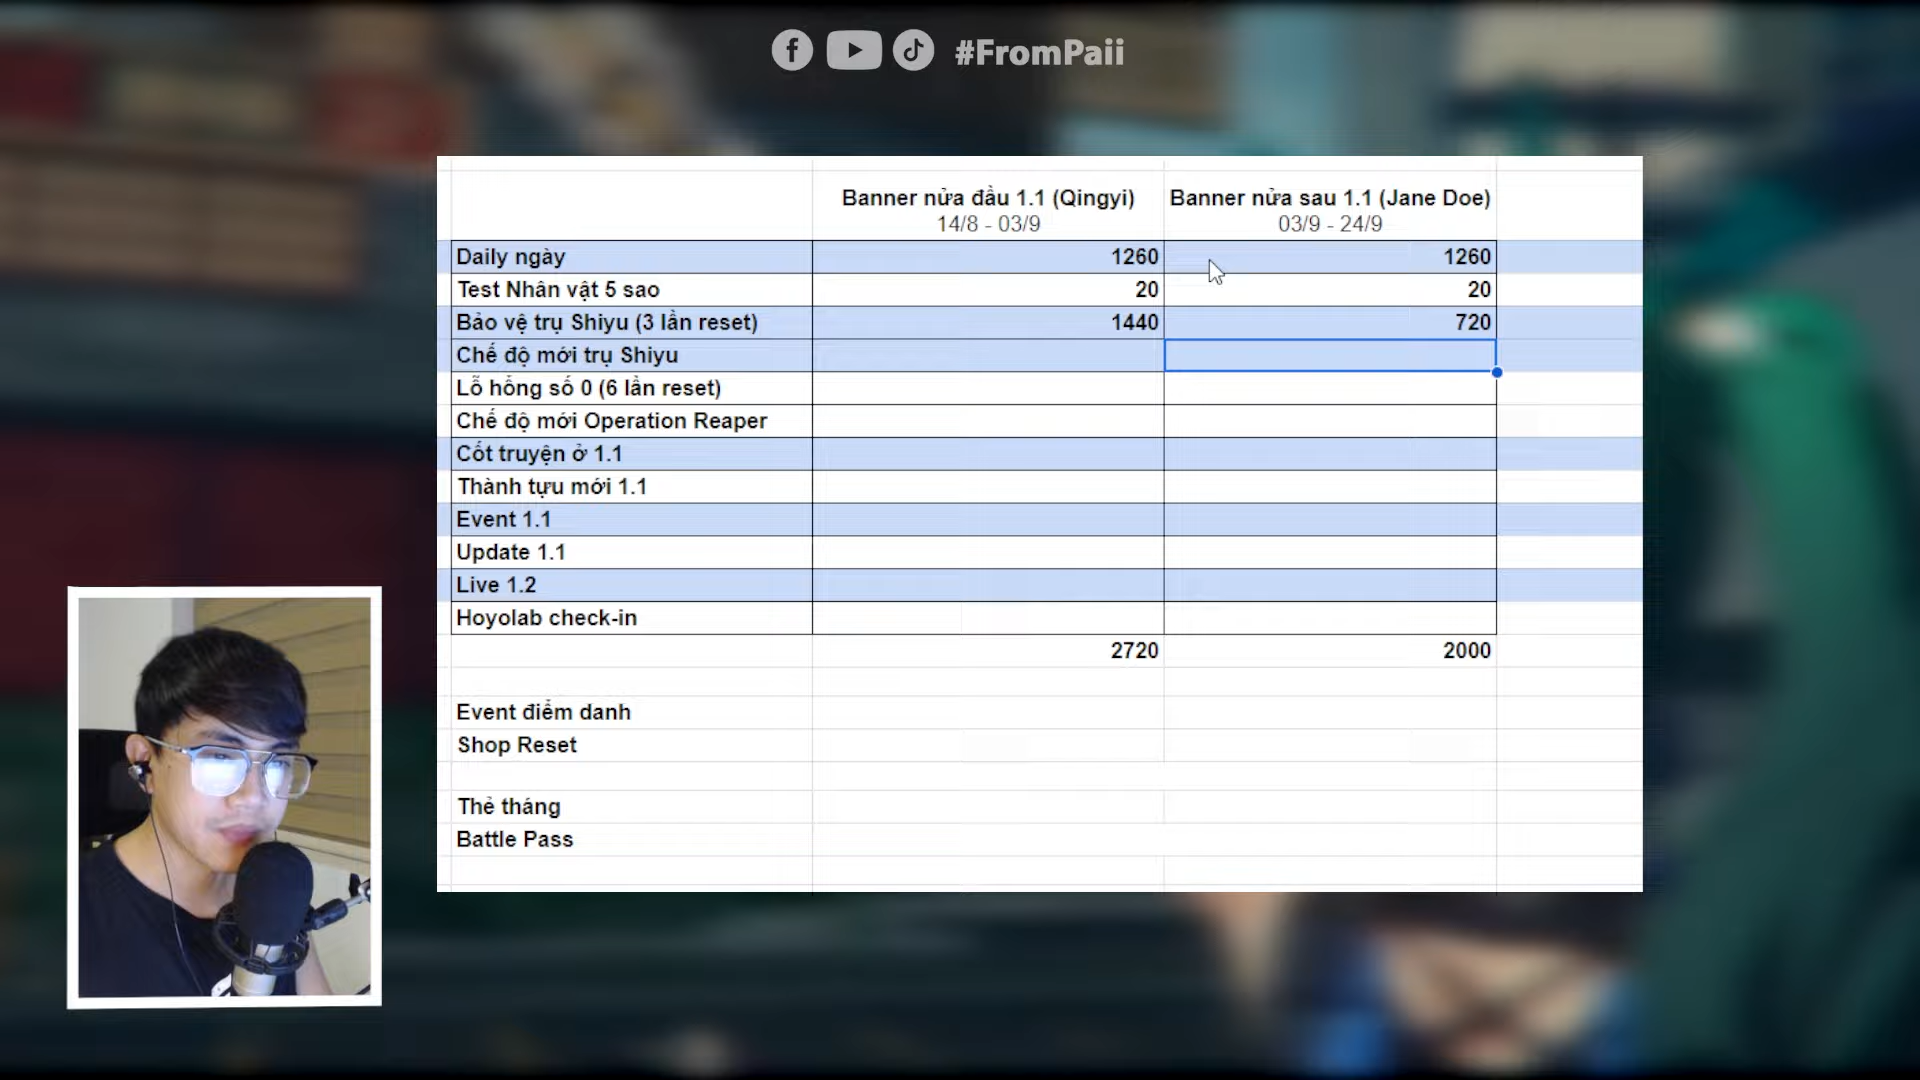 #FromPaii
Banner nửa đầu 1.1 (Qingyi) Banner nửa sau 1.1 (Jane Doe)
14/8 - 03/9 03/9 - 24/9
Daily ngày 1260 1260
Test Nhân vật 5 sao 20 20
Bảo vệ trụ Shiyu (3 lần reset) 1440 720
Chế độ mới trụ Shiyu
Lỗ hổng số 0 (6 lần reset)
Chế độ mới Operation Reaper
Cốt truyện ở 1.1
Thành tựu mới 1.1
Event 1.1
Update 1.1
Live 1.2
Hoyolab check-in
2720 2000
Event điểm danh
Shop Reset
Thẻ tháng
Battle Pass